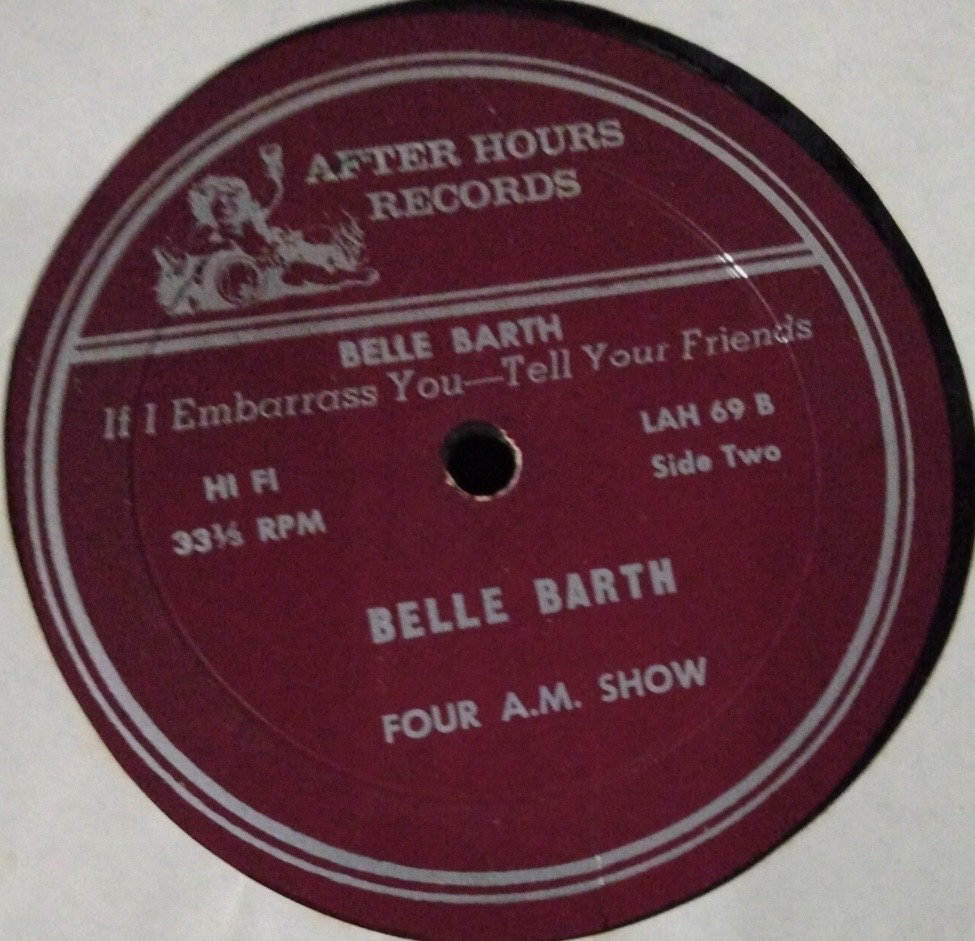 AFTER HOURS
RECORDS
BELLE BARTH
If I Embarrass You—Tell Your Friends
HI FI
33⅓ RPM
LAH 69 B
Side Two
BELLE BARTH
FOUR A.M. SHOW